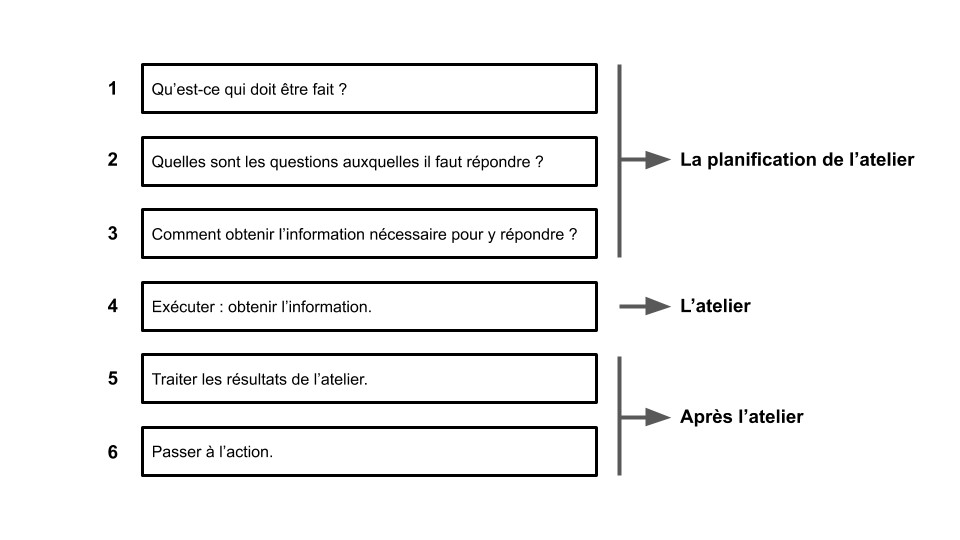 1 Qu’est-ce qui doit être fait ?
2 Quelles sont les questions auxquelles il faut répondre ?
La planification de l’atelier
3 Comment obtenir l’information nécessaire pour y répondre ?
4 Exécuter : obtenir l’information.
L’atelier
5 Traiter les résultats de l’atelier.
Après l’atelier
6 Passer à l’action.